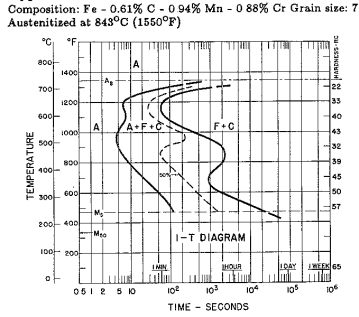 Composition: Fe - 0.61% C - 0 94% Mn - 0 88% Cr Grain size: 7
Austenitized at 843°C (1550°F)
°C
°F
HARDNESS-RC
800
700
600
500
400
300
200
100
0
1400
1200
1000
800
600
400
200
A
As
A
A+F+C
F+C
50%
Ms
M50
I-T DIAGRAM
1 MIN
1 HOUR
1 DAY
1 WEEK
22
33
40
43
32
39
45
50
57
65
0 5 1 2 5 10 10² 10³ 10⁴ 10⁵ 10⁶
TEMPERATURE
TIME - SECONDS